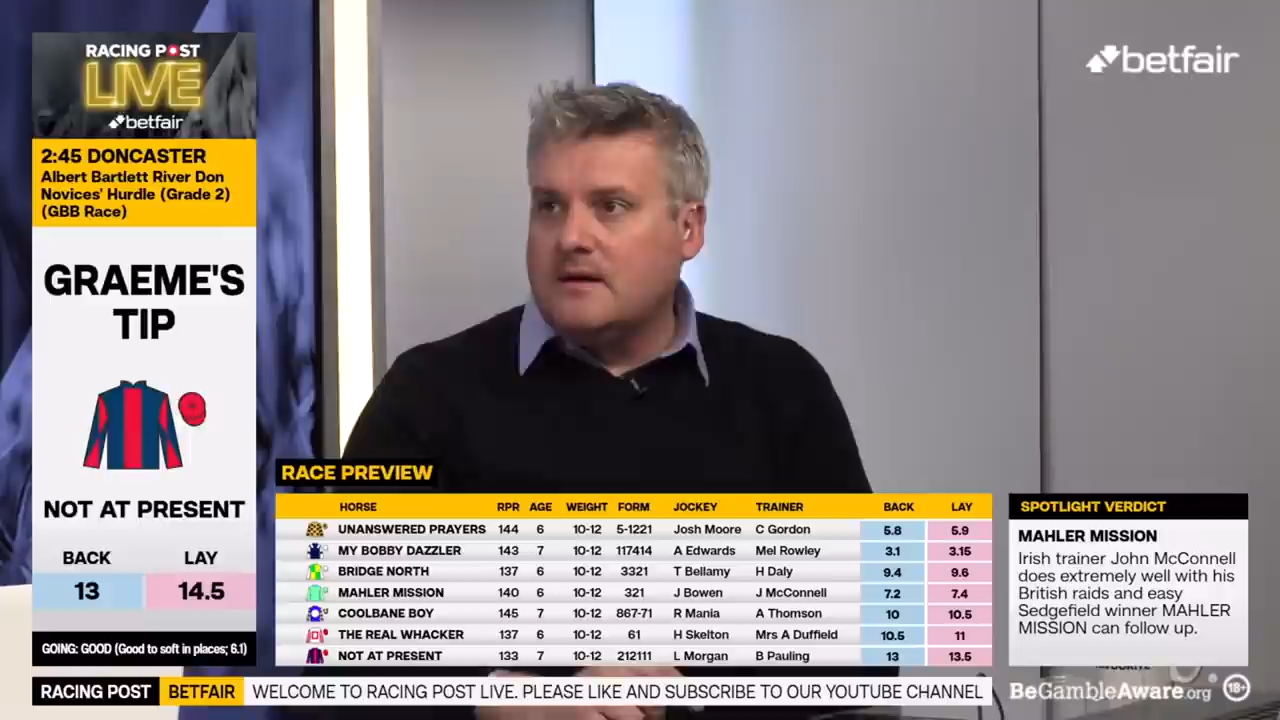 RACING POST
LIVE
betfair
2:45 DONCASTER
Albert Bartlett River Don
Novices' Hurdle (Grade 2)
(GBB Race)
GRAEME'S
TIP
NOT AT PRESENT
BACK LAY
13 14.5
GOING: GOOD (Good to soft in places; 6.1)
betfair
RACE PREVIEW
HORSE RPR AGE WEIGHT FORM JOCKEY TRAINER BACK LAY
UNANSWERED PRAYERS 144 6 10-12 5-1221 Josh Moore C Gordon 5.8 5.9
MY BOBBY DAZZLER 143 7 10-12 117414 A Edwards Mel Rowley 3.1 3.15
BRIDGE NORTH 137 6 10-12 3321 T Bellamy H Daly 9.4 9.6
MAHLER MISSION 140 6 10-12 321 J Bowen J McConnell 7.2 7.4
COOLBANE BOY 145 7 10-12 867-71 R Mania A Thomson 10 10.5
THE REAL WHACKER 137 6 10-12 61 H Skelton Mrs A Duffield 10.5 11
NOT AT PRESENT 133 7 10-12 212111 L Morgan B Pauling 13 13.5
SPOTLIGHT VERDICT
MAHLER MISSION
Irish trainer John McConnell
does extremely well with his
British raids and easy
Sedgefield winner MAHLER
MISSION can follow up.
RACING POST BETFAIR WELCOME TO RACING POST LIVE. PLEASE LIKE AND SUBSCRIBE TO OUR YOUTUBE CHANNEL
BeGambleAware.org 18+